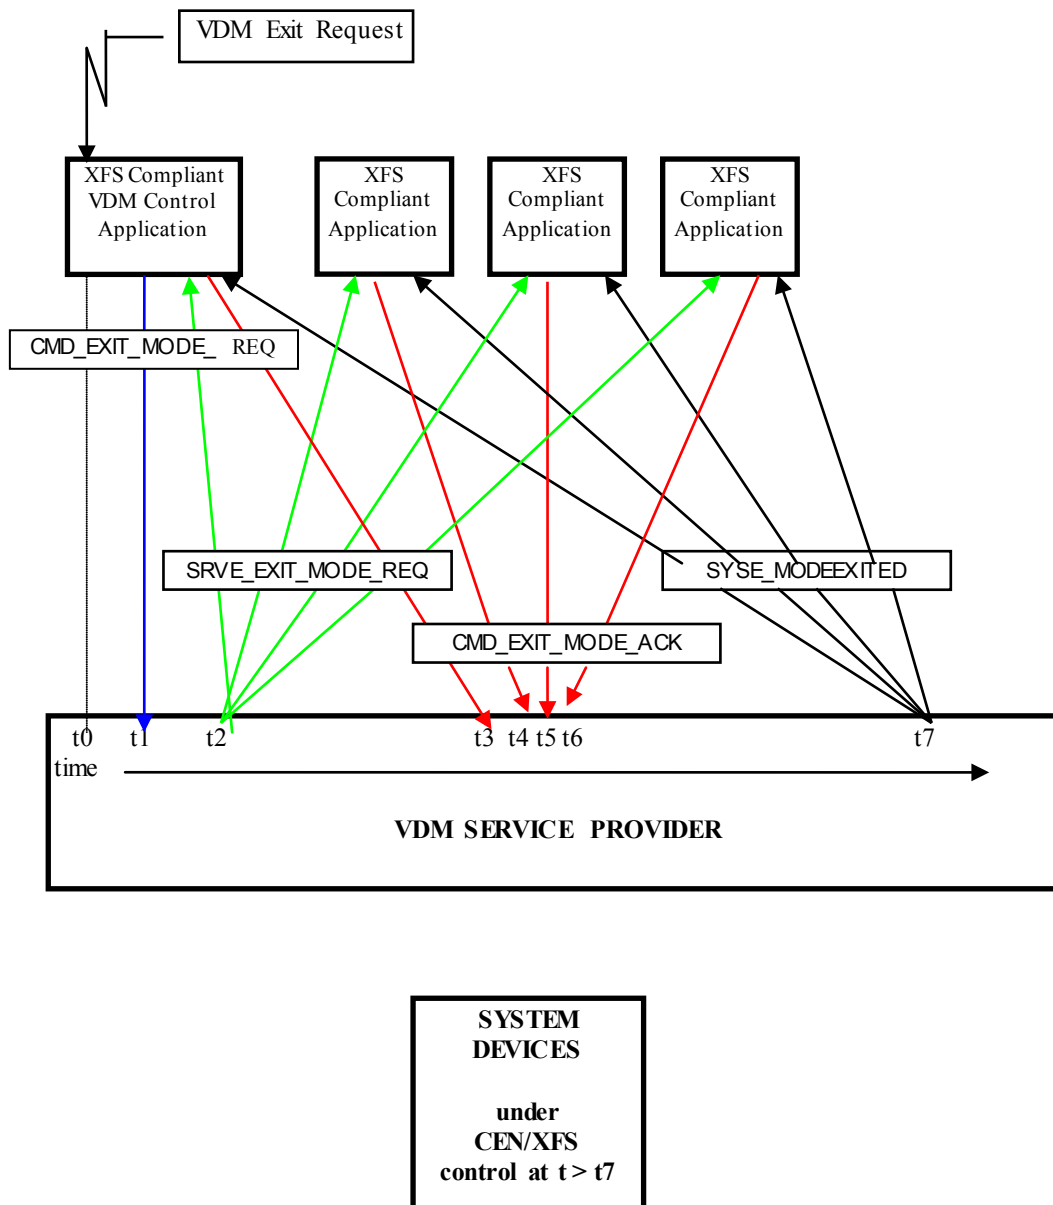 VDM Exit Request
XFS Compliant
VDM Control
Application
XFS
Compliant
Application
XFS
Compliant
Application
XFS
Compliant
Application
CMD_EXIT_MODE_ REQ
SRVE_EXIT_MODE_REQ
SYSE_MODEEXITED
CMD_EXIT_MODE_ACK
t0 t1 t2 t3 t4 t5 t6 t7
time
VDM SERVICE PROVIDER
SYSTEM
DEVICES
under
CEN/XFS
control at t > t7